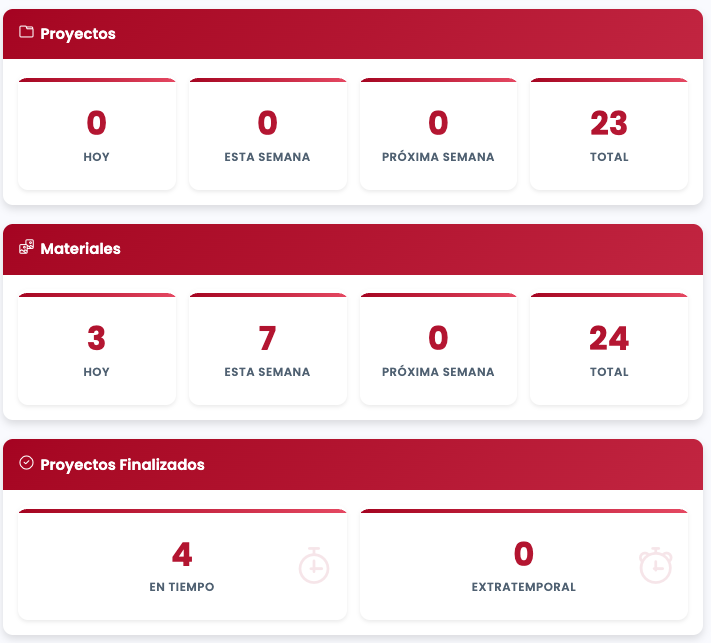 Proyectos
0 0 0 23
HOY ESTA SEMANA PRÓXIMA SEMANA TOTAL
Materiales
3 7 0 24
HOY ESTA SEMANA PRÓXIMA SEMANA TOTAL
Proyectos Finalizados
4 0
EN TIEMPO EXTRATEMPORAL